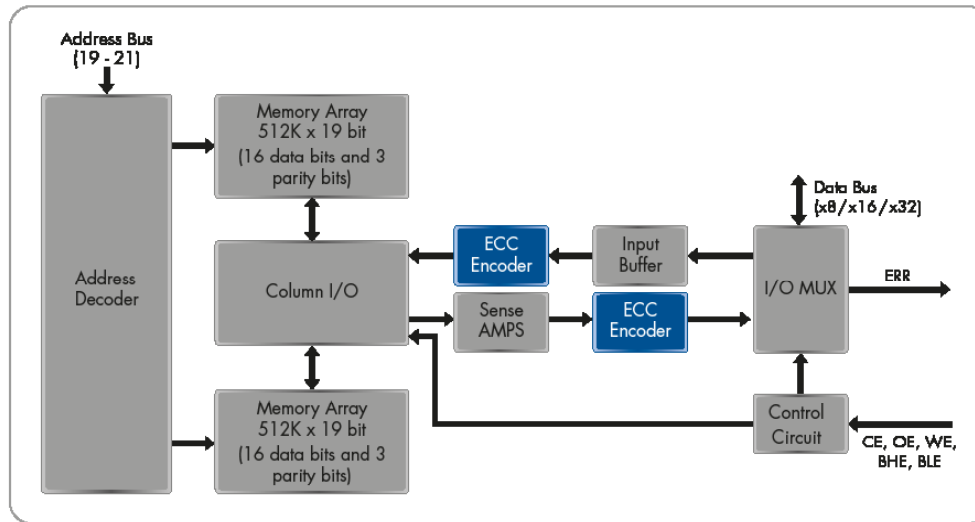 Address Bus
(19 - 21)
Memory Array
512K x 19 bit
(16 data bits and 3
parity bits)
Address
Decoder
Column I/O
ECC
Encoder
Input
Buffer
Sense
AMPS
ECC
Encoder
Data Bus
(x8/x16/x32)
I/O MUX
ERR
Memory Array
512K x 19 bit
(16 data bits and 3
parity bits)
Control
Circuit
CE, OE, WE,
BHE, BLE